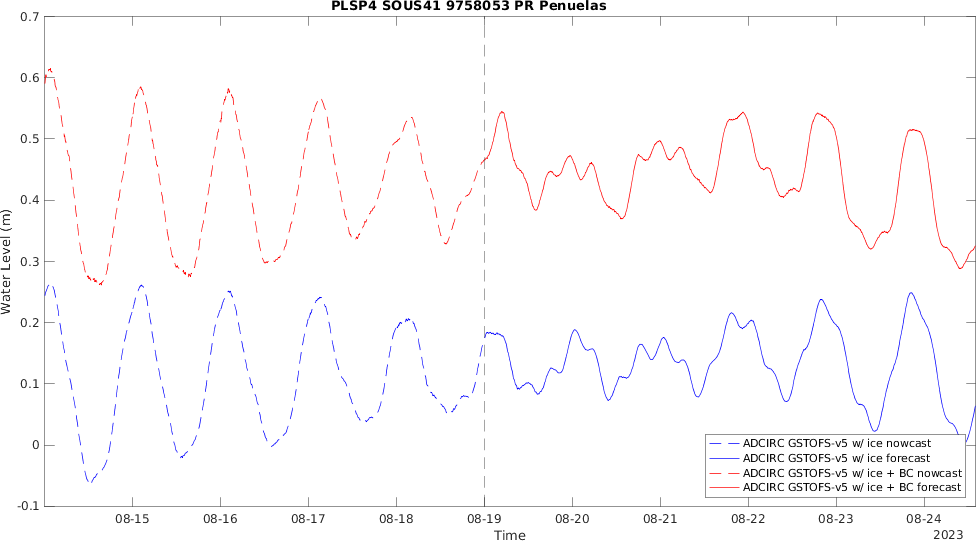 PLSP4 SOUS41 9758053 PR Penuelas
0.7
0.6
0.5
0.4
0.3
0.2
0.1
0
-0.1
Water Level (m)
ADCIRC GSTOFS-v5 w/ ice nowcast
ADCIRC GSTOFS-v5 w/ ice forecast
ADCIRC GSTOFS-v5 w/ ice + BC nowcast
ADCIRC GSTOFS-v5 w/ ice + BC forecast
08-15 08-16 08-17 08-18 08-19 08-20 08-21 08-22 08-23 08-24
Time
2023